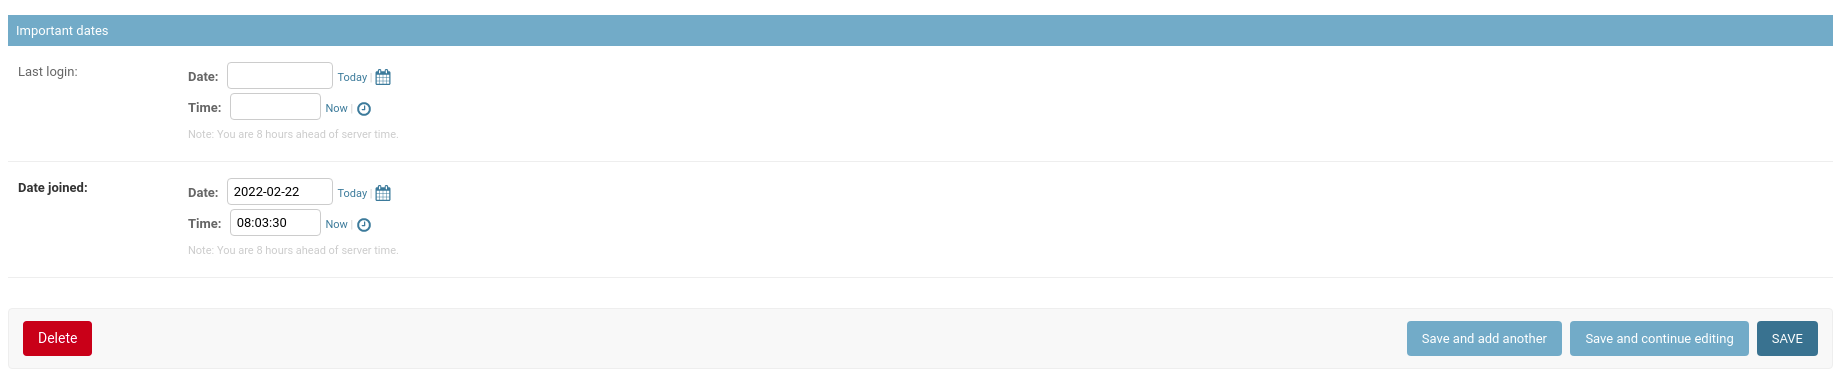 Important dates
Last login:
Date: Today |
Time: Now |
Note: You are 8 hours ahead of server time.
Date joined:
Date: 2022-02-22 Today |
Time: 08:03:30 Now |
Note: You are 8 hours ahead of server time.
Delete Save and add another Save and continue editing SAVE